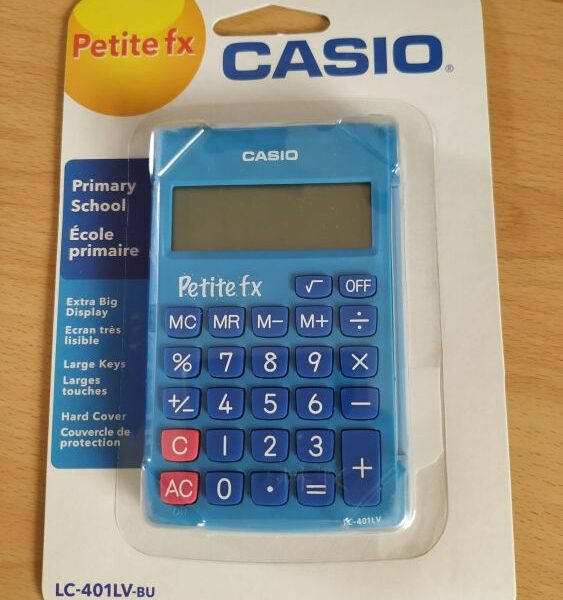 Petite fx
CASIO®
CASIO
Primary
School
École
primaire
Extra Big
Display
Ecran très
lisible
Large Keys
Larges
touches
Hard Cover
Couvercle de
protection
Petite fx
√ OFF
MC MR M− M+ ÷
% 7 8 9 ×
+/− 4 5 6 −
C 1 2 3
+
AC 0 · =
LC-401LV
LC-401LV-BU